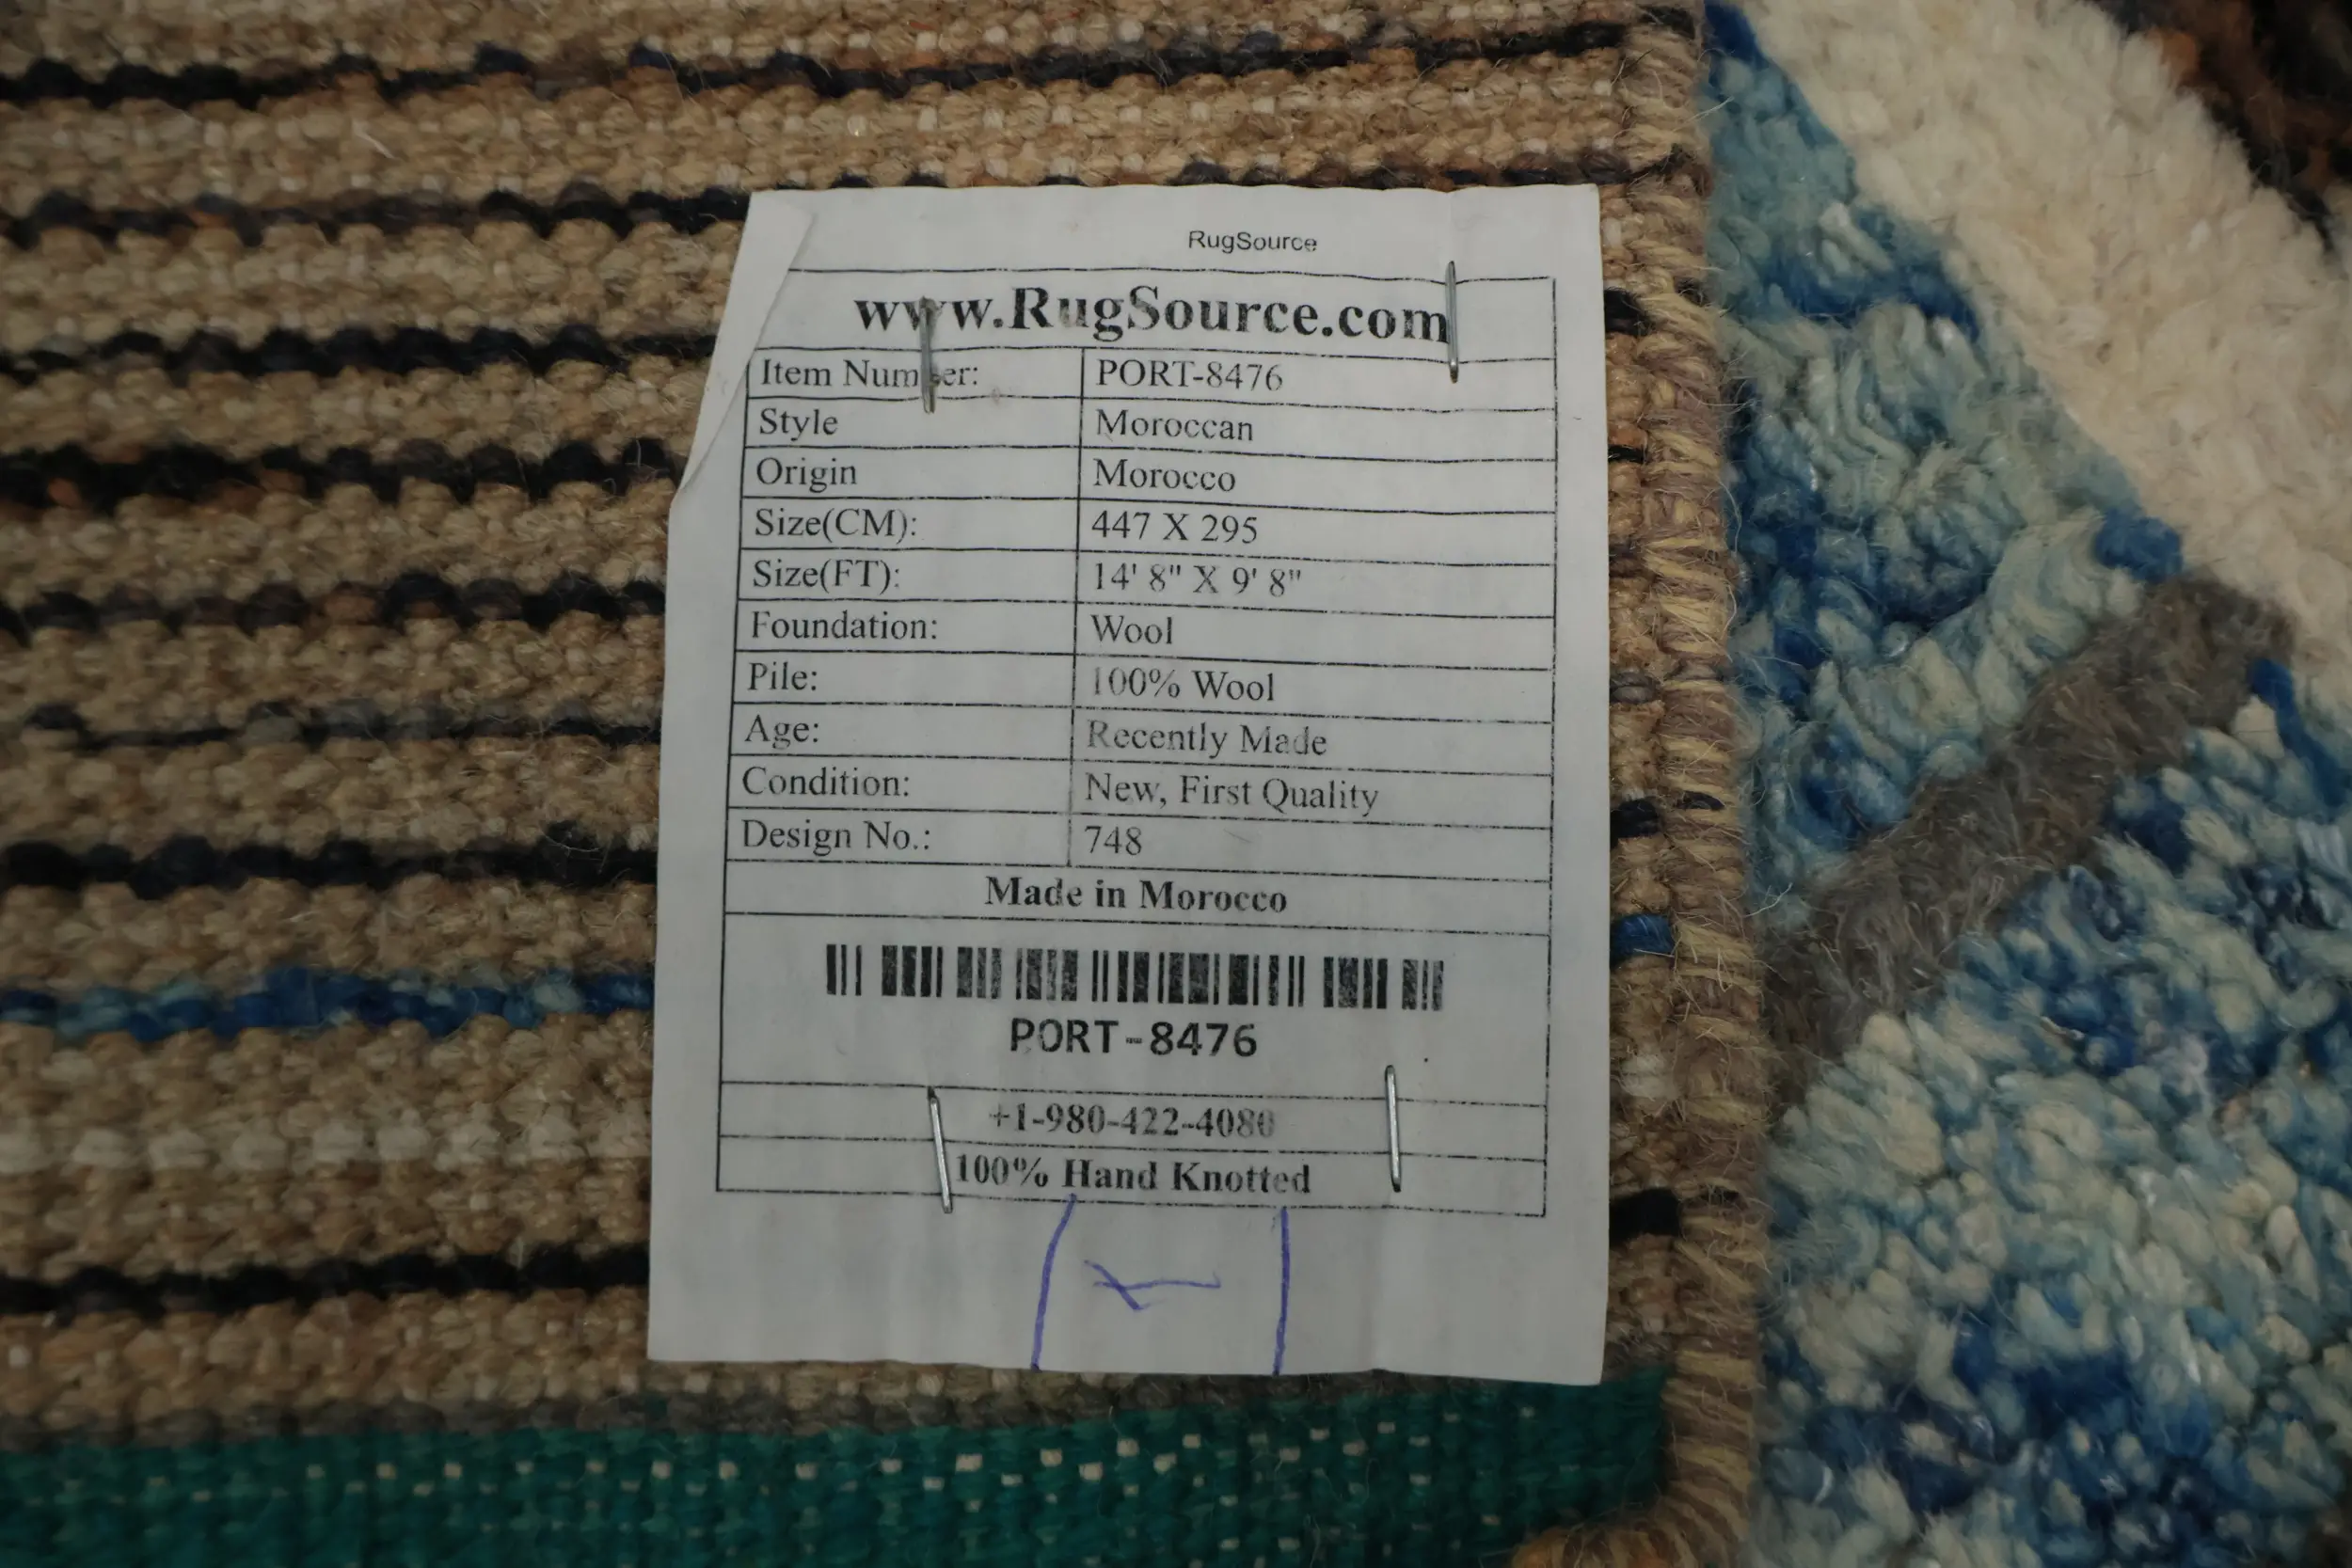 RugSource
www.RugSource.com
Item Number: PORT-8476
Style Moroccan
Origin Morocco
Size(CM): 447 X 295
Size(FT): 14' 8" X 9' 8"
Foundation: Wool
Pile: 100% Wool
Age: Recently Made
Condition: New, First Quality
Design No.: 748
Made in Morocco
PORT-8476
+1-980-422-4080
100% Hand Knotted